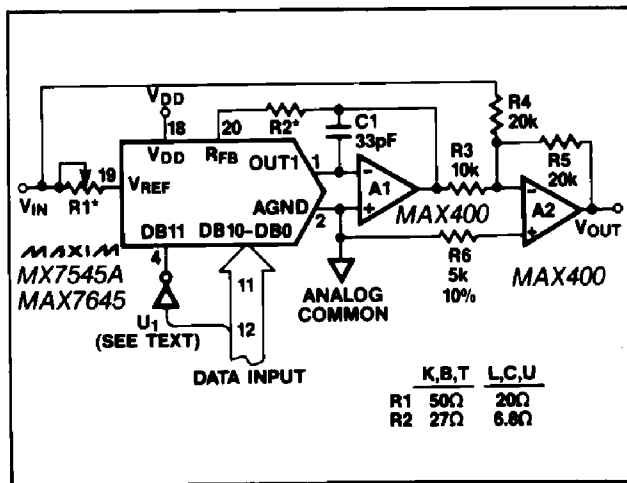 VDD
18
VDD
20
RFB
R2*
C1
33pF
R4
20k
R3
10k
R5
20k
19
VREF
VIN
R1*
OUT1
1
A1
MAX400
AGND
2
A2
VOUT
MAXIM
MX7545A
MAX7645
DB11
DB10-DB0
4
11
12
U1
(SEE TEXT)
DATA INPUT
ANALOG
COMMON
R6
5k
10%
MAX400
K,B,T L,C,U
R1 50Ω 20Ω
R2 27Ω 6.8Ω